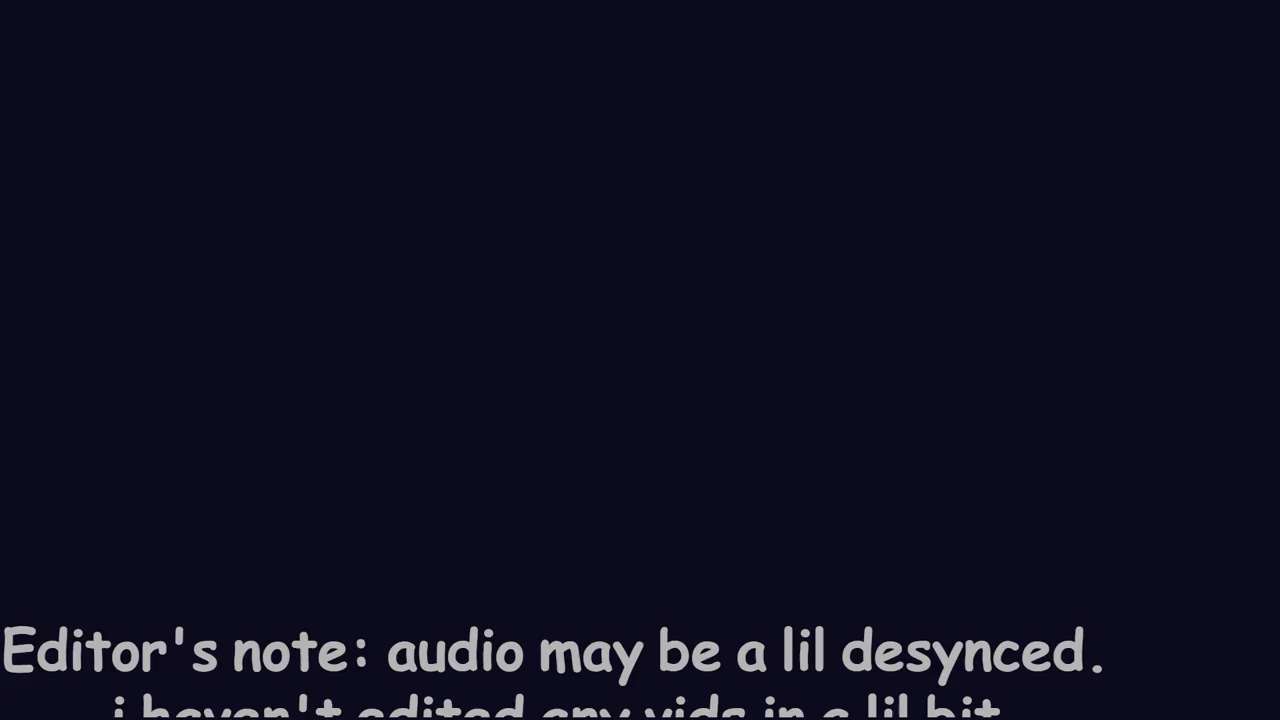 Editor's note: audio may be a lil desynced.
i haven't edited any vids in a lil bit